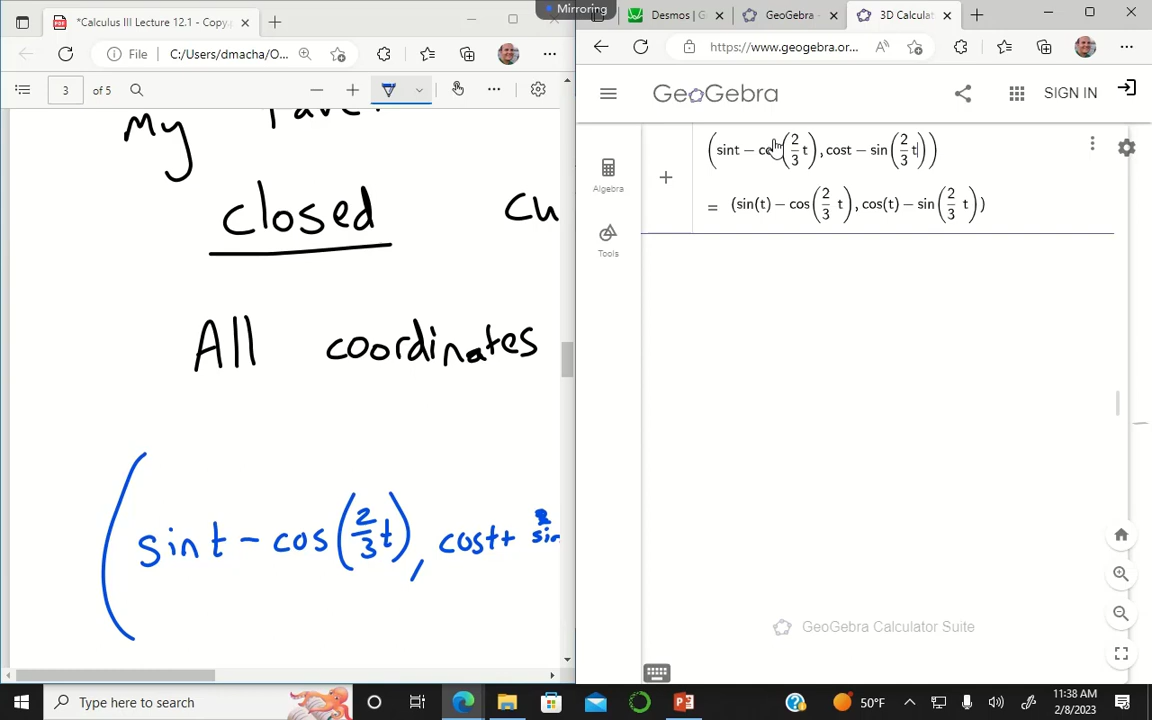 Mirroring
*Calculus III Lecture 12.1 - Copy.
File C:/Users/dmacha/O...
3 of 5
My
closed cu
All coordinates
( sint - cos(2/3 t), cost +
Desmos | G
GeoGebra -
3D Calculat
https://www.geogebra.or...
GeoGebra
SIGN IN
(sint − co(2/3 t), cost − sin(2/3 t))
= (sin(t) − cos(2/3 t), cos(t) − sin(2/3 t))
Algebra
Tools
GeoGebra Calculator Suite
Type here to search
50°F
11:38 AM
2/8/2023